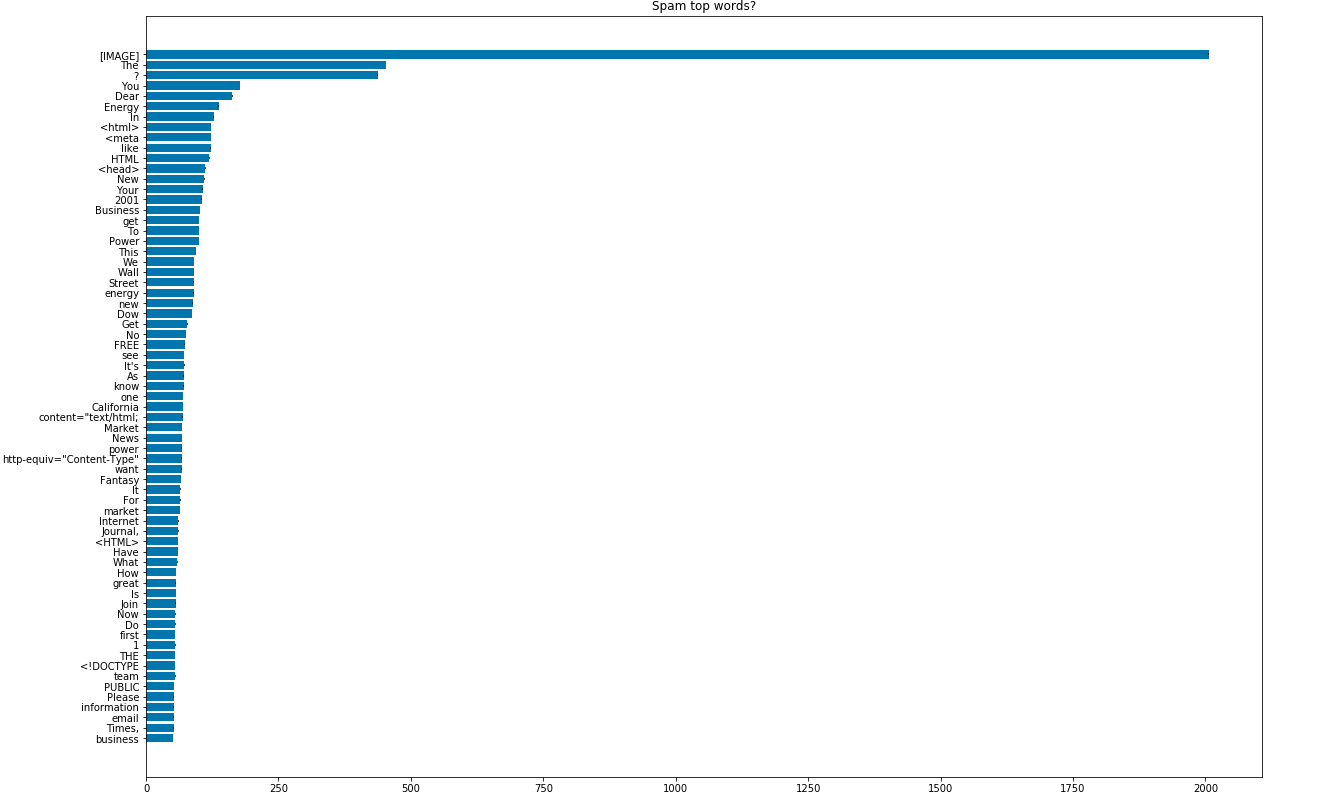 Spam top words?
[IMAGE]
The
?
You
Dear
Energy
In
<html>
<meta
like
HTML
<head>
New
Your
2001
Business
get
To
Power
This
We
Wall
Street
energy
new
Dow
Get
No
FREE
see
It's
As
know
one
California
content="text/html;
Market
News
power
http-equiv="Content-Type"
want
Fantasy
It
For
market
Internet
Journal,
<HTML>
Have
What
How
great
Is
Join
Now
Do
first
1
THE
<!DOCTYPE
team
PUBLIC
Please
information
email
Times,
business
0 250 500 750 1000 1250 1500 1750 2000